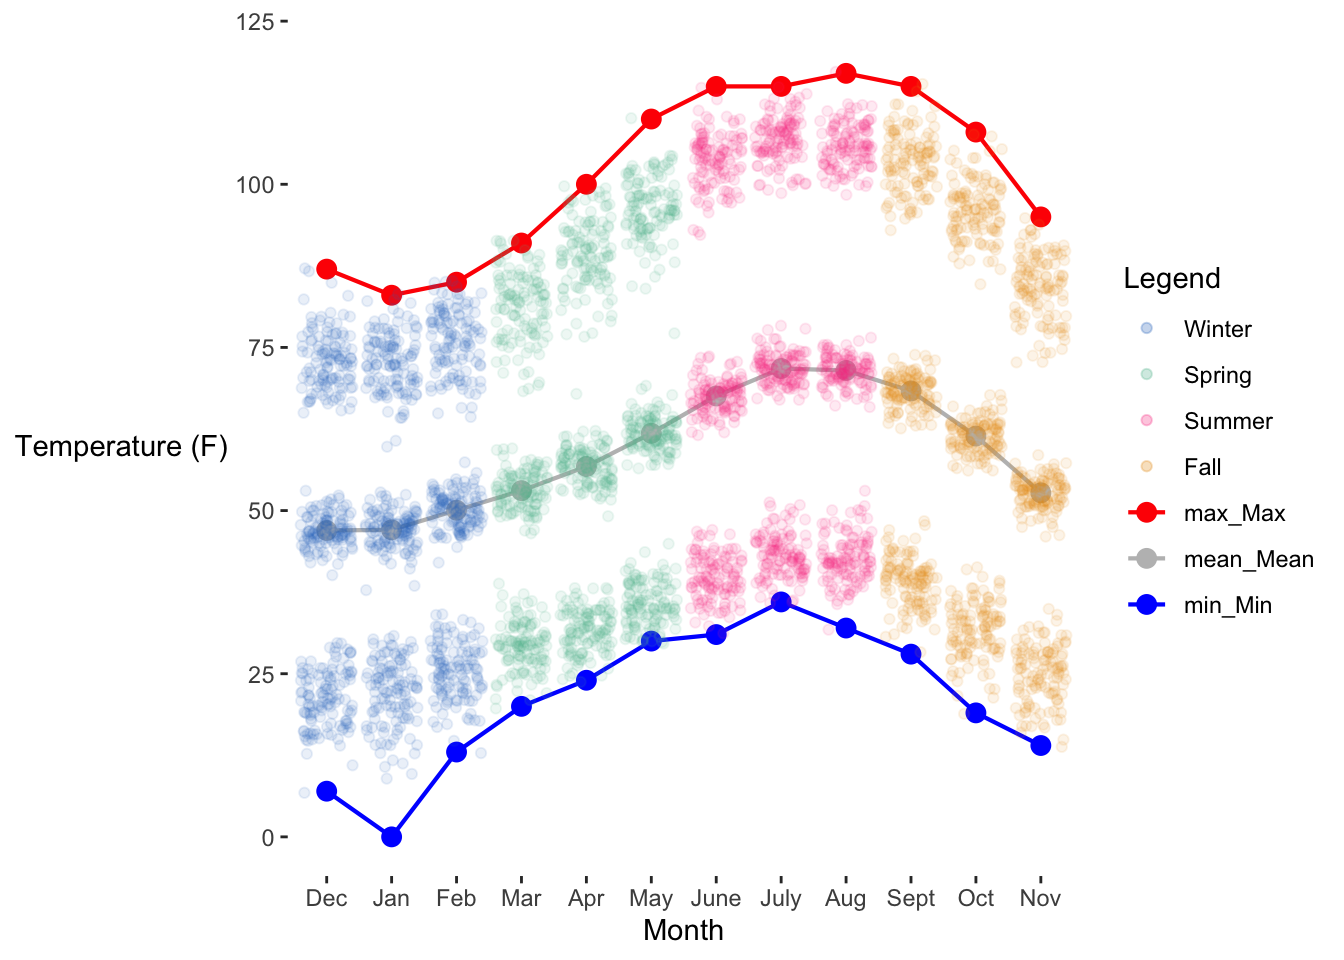 125
100
75
50
25
0
Temperature (F)
Dec Jan Feb Mar Apr May June July Aug Sept Oct Nov
Month
Legend
Winter
Spring
Summer
Fall
max_Max
mean_Mean
min_Min